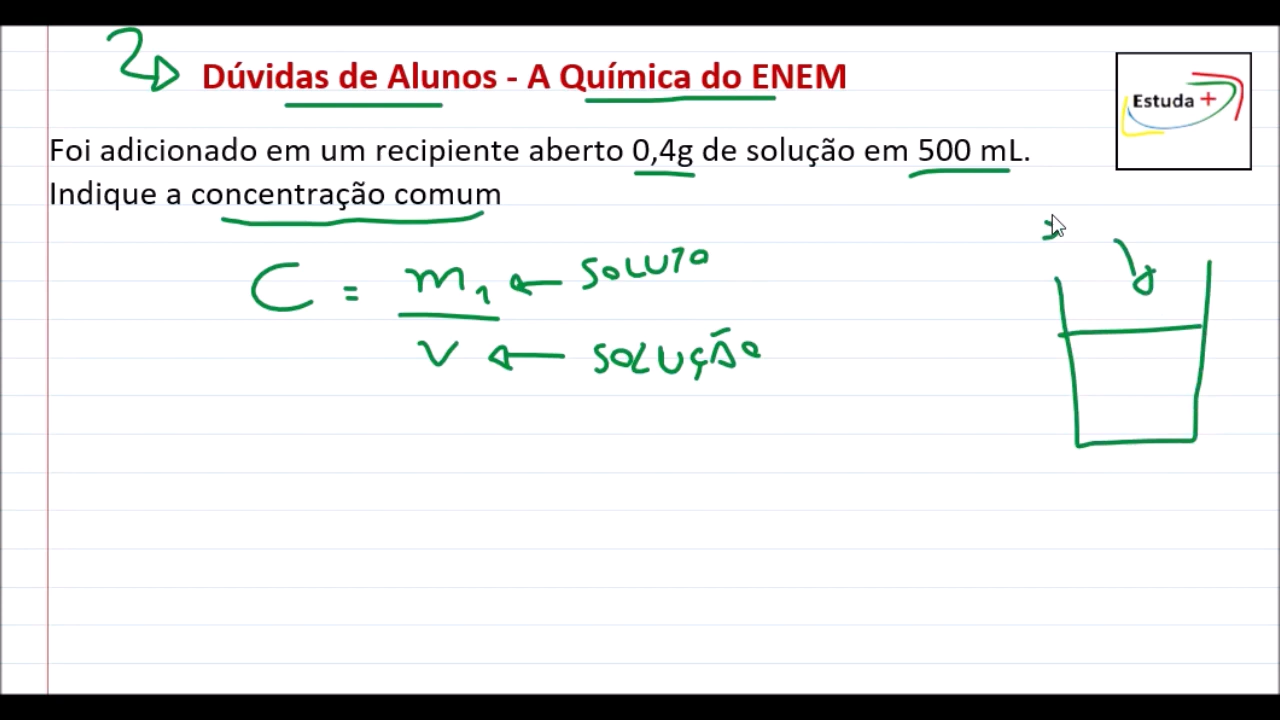 Dúvidas de Alunos - A Química do ENEM
Estuda +
Foi adicionado em um recipiente aberto 0,4g de solução em 500 mL.
Indique a concentração comum
C = m1 ← SOLUTO
V ← SOLUÇÃO